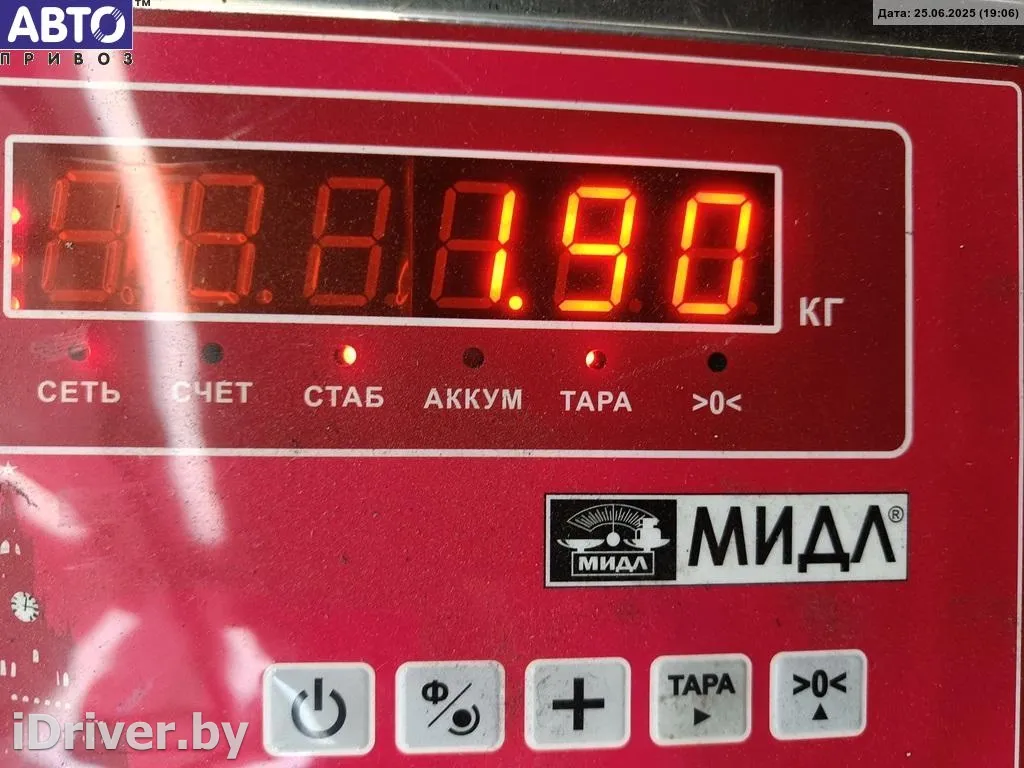 АВТО™
ПРИВОЗ
Дата: 25.06.2025 (19:06)
1.90
КГ
СЕТЬ СЧЕТ СТАБ АККУМ ТАРА >0<
МИДЛ МИДЛ®
Ф/ + ТАРА >0<
iDriver.by